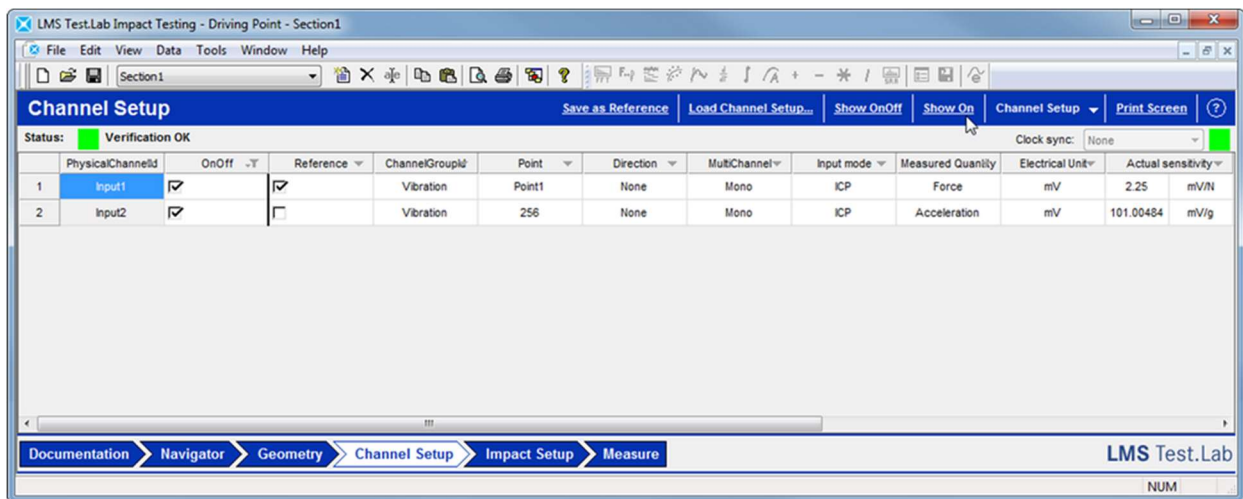 LMS Test.Lab Impact Testing - Driving Point - Section1
File Edit View Data Tools Window Help
Section1
Channel Setup Save as Reference Load Channel Setup... Show OnOff Show On Channel Setup Print Screen
Status: Verification OK Clock sync: None
PhysicalChannelId OnOff Reference ChannelGroupId Point Direction MultiChannel Input mode Measured Quantity Electrical Unit Actual sensitivity
1 Input1 Vibration Point1 None Mono ICP Force mV 2.25 mV/N
2 Input2 Vibration 256 None Mono ICP Acceleration mV 101.00484 mV/g
Documentation Navigator Geometry Channel Setup Impact Setup Measure LMS Test.Lab
NUM